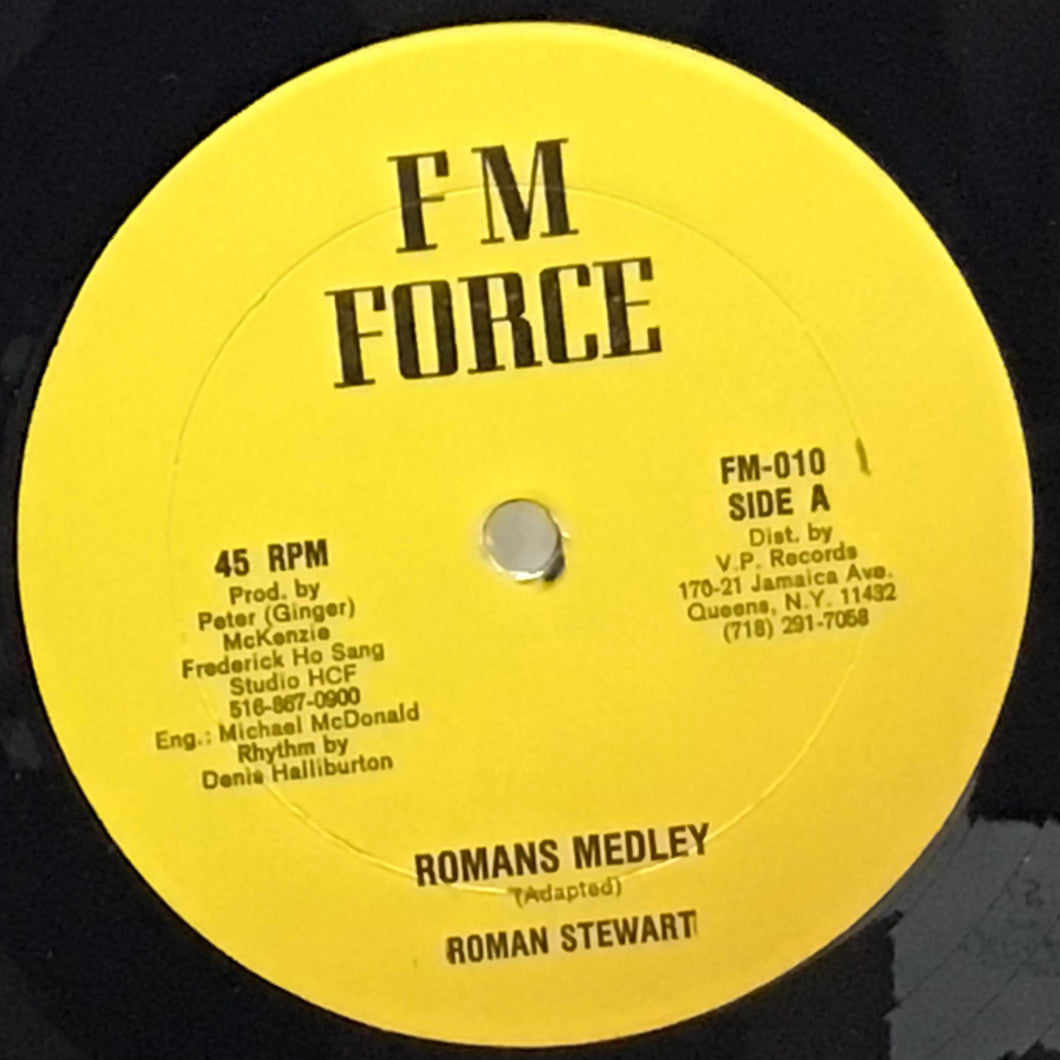 FM
FORCE
FM-010
SIDE A
Dist. by
V.P. Records
170-21 Jamaica Ave.
Queens, N.Y. 11432
(718) 291-7058
45 RPM
Prod. by
Peter (Ginger)
McKenzie
Frederick Ho Sang
Studio HCF
516-867-0900
Eng.: Michael McDonald
Rhythm by
Denis Halliburton
ROMANS MEDLEY
(Adapted)
ROMAN STEWART